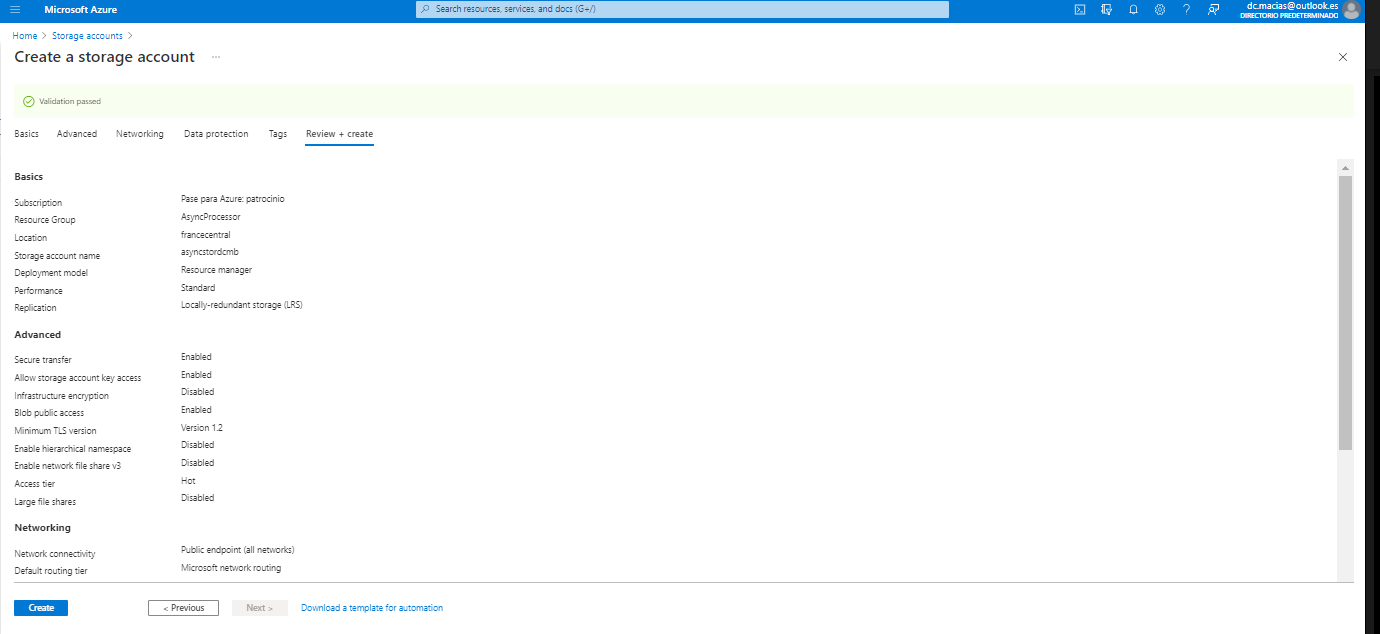 Microsoft Azure
Search resources, services, and docs (G+/)
dc.macias@outlook.es
DIRECTORIO PREDETERMINADO
Home > Storage accounts >
Create a storage account ...
Validation passed
Basics Advanced Networking Data protection Tags Review + create
Basics
Subscription Pase para Azure: patrocinio
Resource Group AsyncProcessor
Location francecentral
Storage account name asyncstordcmb
Deployment model Resource manager
Performance Standard
Replication Locally-redundant storage (LRS)
Advanced
Secure transfer Enabled
Allow storage account key access Enabled
Infrastructure encryption Disabled
Blob public access Enabled
Minimum TLS version Version 1.2
Enable hierarchical namespace Disabled
Enable network file share v3 Disabled
Access tier Hot
Large file shares Disabled
Networking
Network connectivity Public endpoint (all networks)
Default routing tier Microsoft network routing
Create < Previous Next > Download a template for automation